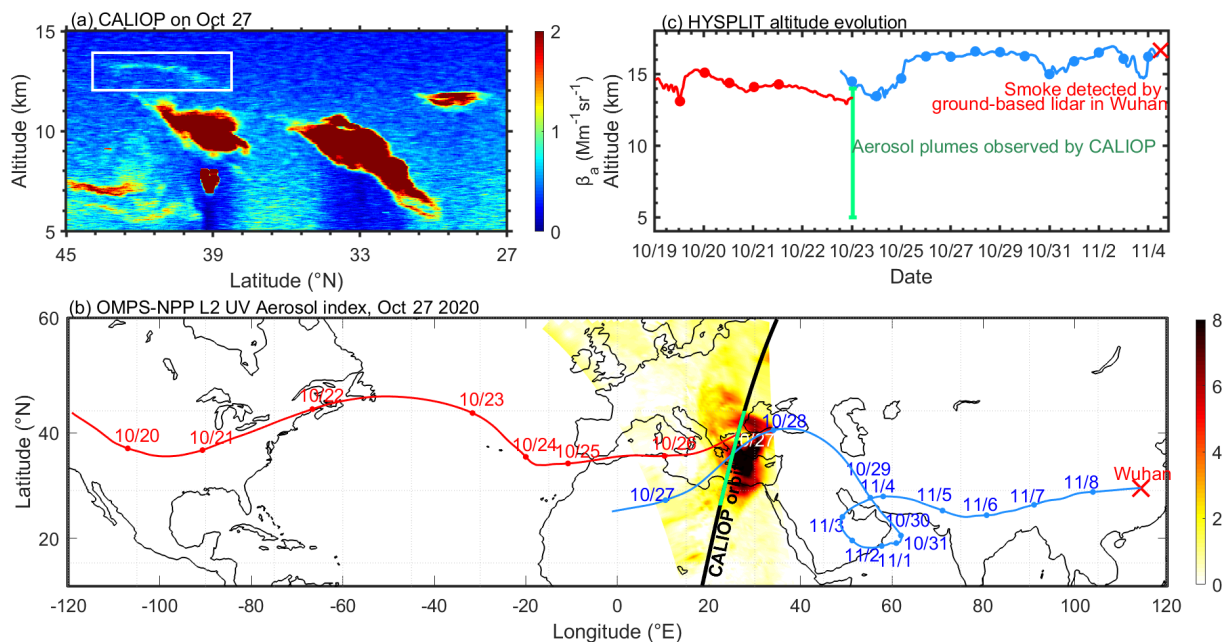 (a) CALIOP on Oct 27
15
10
5
Altitude (km)
45
39
33
27
Latitude (°N)
2
1
0
βa (Mm-1sr-1)
(c) HYSPLIT altitude evolution
15
10
5
Altitude (km)
Smoke detected by
ground-based lidar in Wuhan
Aerosol plumes observed by CALIOP
10/19 10/20 10/21 10/22 10/23 10/25 10/27 10/29 10/31 11/2 11/4
Date
(b) OMPS-NPP L2 UV Aerosol index, Oct 27 2020
60
40
20
Latitude (°N)
10/20
10/21
10/22
10/23
10/24
10/25
10/26
10/27
10/27
10/28
10/29
10/30
10/31
11/1
11/2
11/3
11/4
11/5
11/6
11/7
11/8
Wuhan
CALIOP orbit
-120 -100 -80 -60 -40 -20 0 20 40 60 80 100 120
Longitude (°E)
8
6
4
2
0